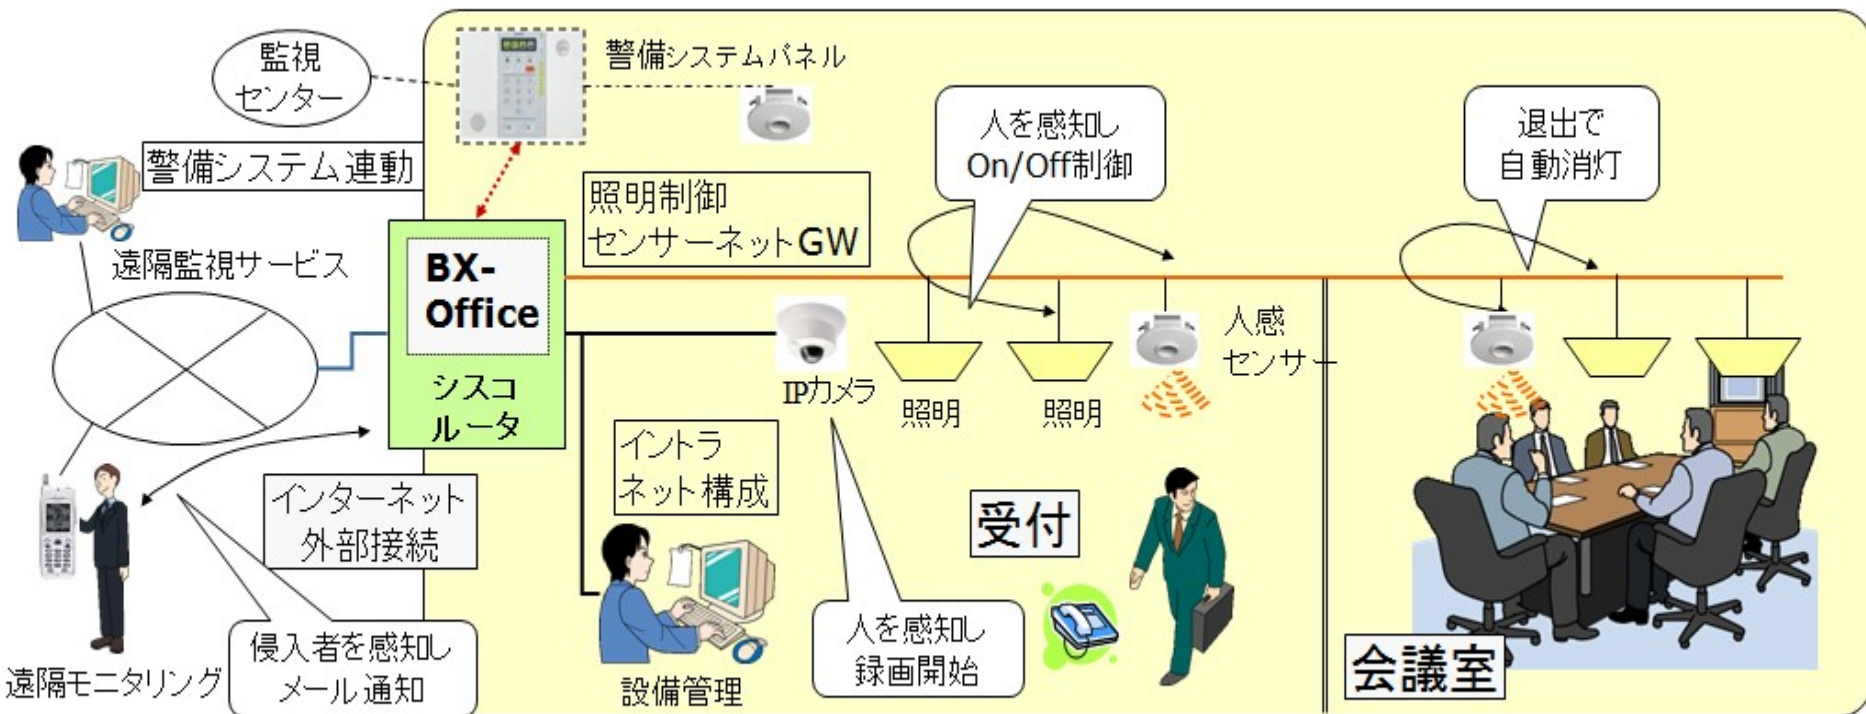 監視
センター
警備システムパネル
警備システム連動
人を感知し
On/Off制御
退出で
自動消灯
照明制御
センサーネットGW
遠隔監視サービス
BX-
Office
シスコ
ルータ
IPカメラ
照明
照明
人感
センサー
イントラ
ネット構成
インターネット
外部接続
受付
侵入者を感知し
メール通知
人を感知し
録画開始
会議室
遠隔モニタリング
設備管理